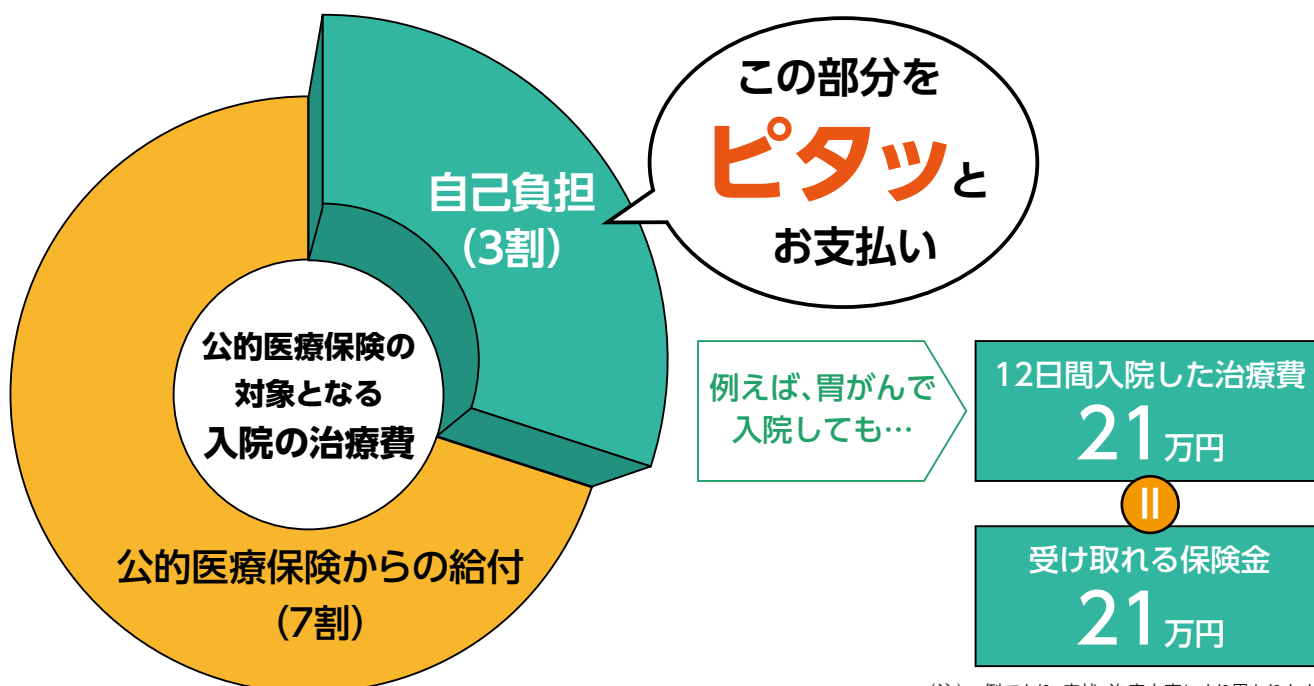 この部分を
ピタッと
お支払い
自己負担
(3割)
公的医療保険の
対象となる
入院の治療費
公的医療保険からの給付
(7割)
例えば、胃がんで
入院しても…
12日間入院した治療費
21万円
受け取れる保険金
21万円